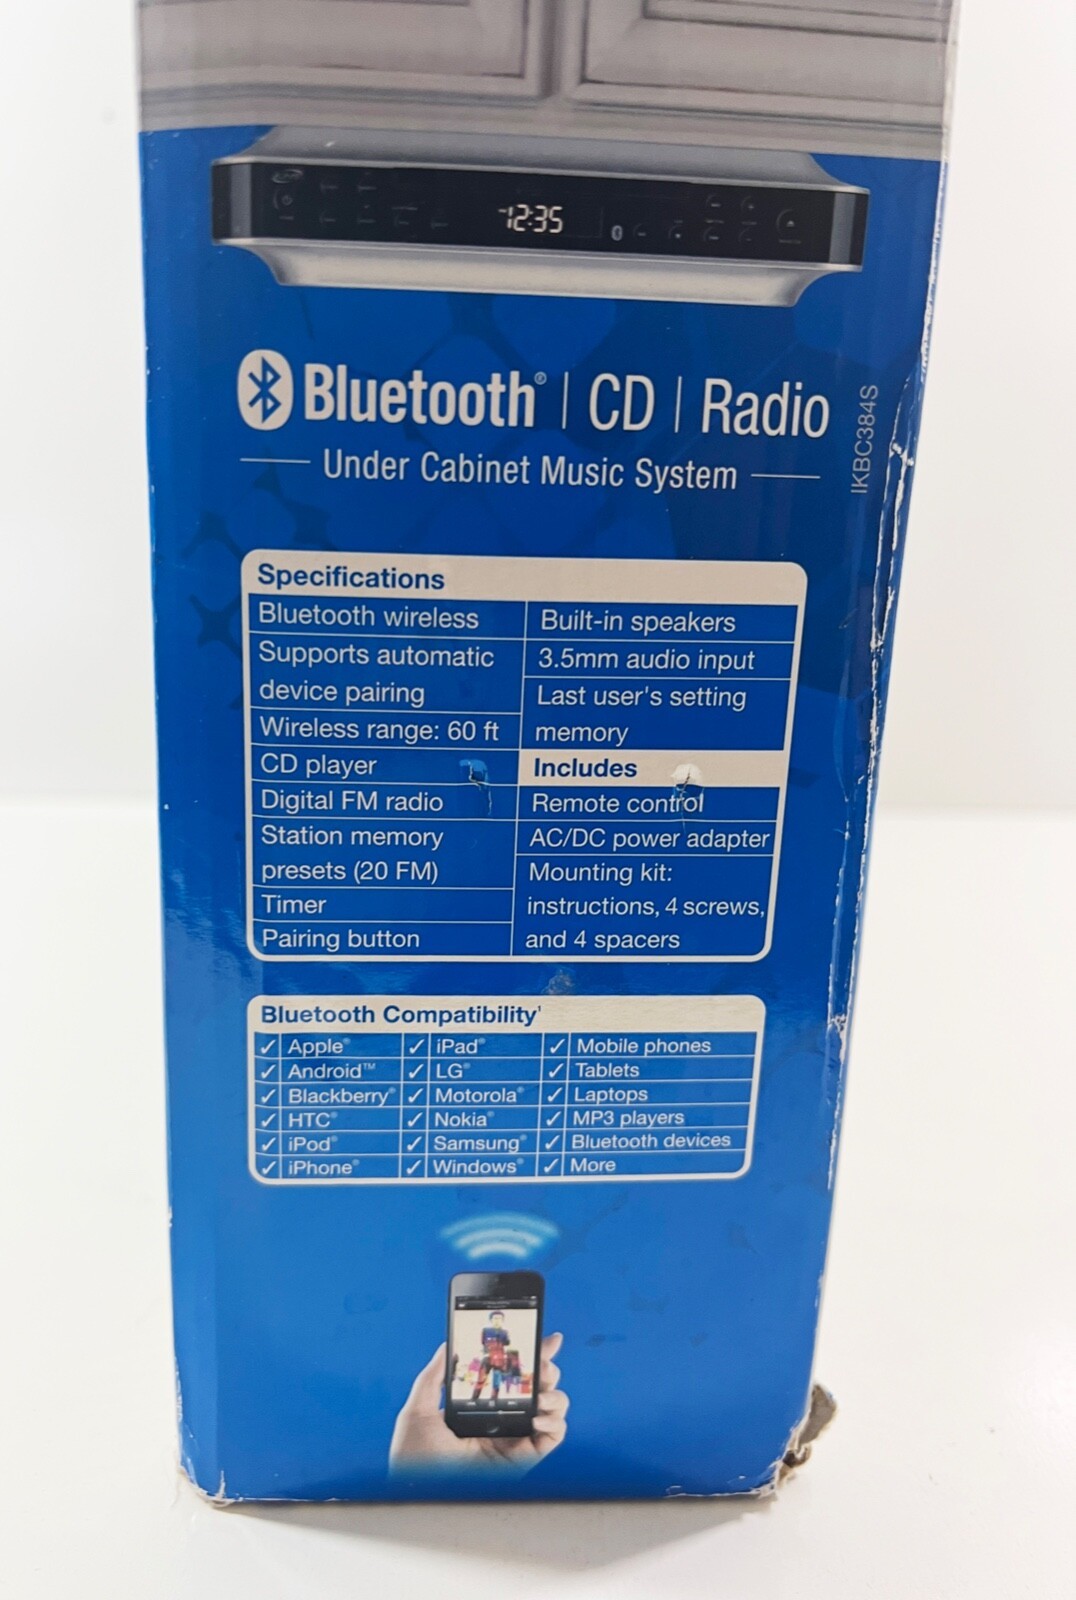 12:35
Bluetooth® | CD | Radio
Under Cabinet Music System
IKBC384S
Specifications
Bluetooth wireless
Supports automatic
device pairing
Wireless range: 60 ft
CD player
Digital FM radio
Station memory
presets (20 FM)
Timer
Pairing button
Built-in speakers
3.5mm audio input
Last user's setting
memory
Includes
Remote control
AC/DC power adapter
Mounting kit:
instructions, 4 screws,
and 4 spacers
Bluetooth Compatibility¹
✓ Apple® ✓ iPad® ✓ Mobile phones
✓ Android™ ✓ LG® ✓ Tablets
✓ Blackberry® ✓ Motorola® ✓ Laptops
✓ HTC® ✓ Nokia® ✓ MP3 players
✓ iPod® ✓ Samsung® ✓ Bluetooth devices
✓ iPhone® ✓ Windows® ✓ More